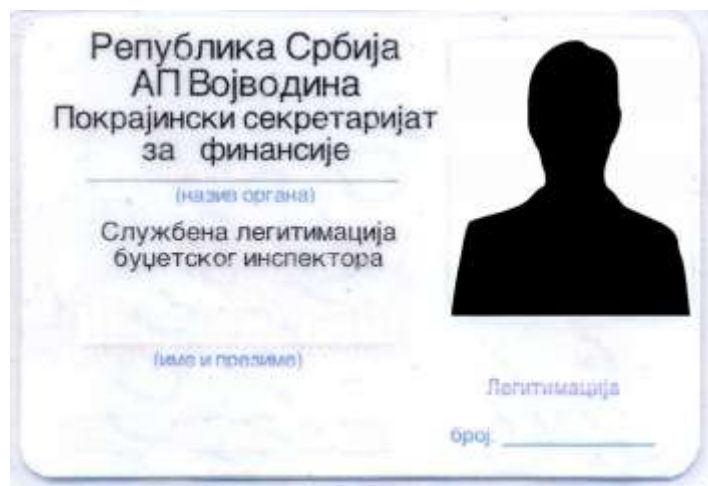 Република Србија
АП Војводина
Покрајински секретаријат
за финансије
(назив органа)
Службена легитимација
буџетског инспектора
(име и презиме)
Легитимација
број: